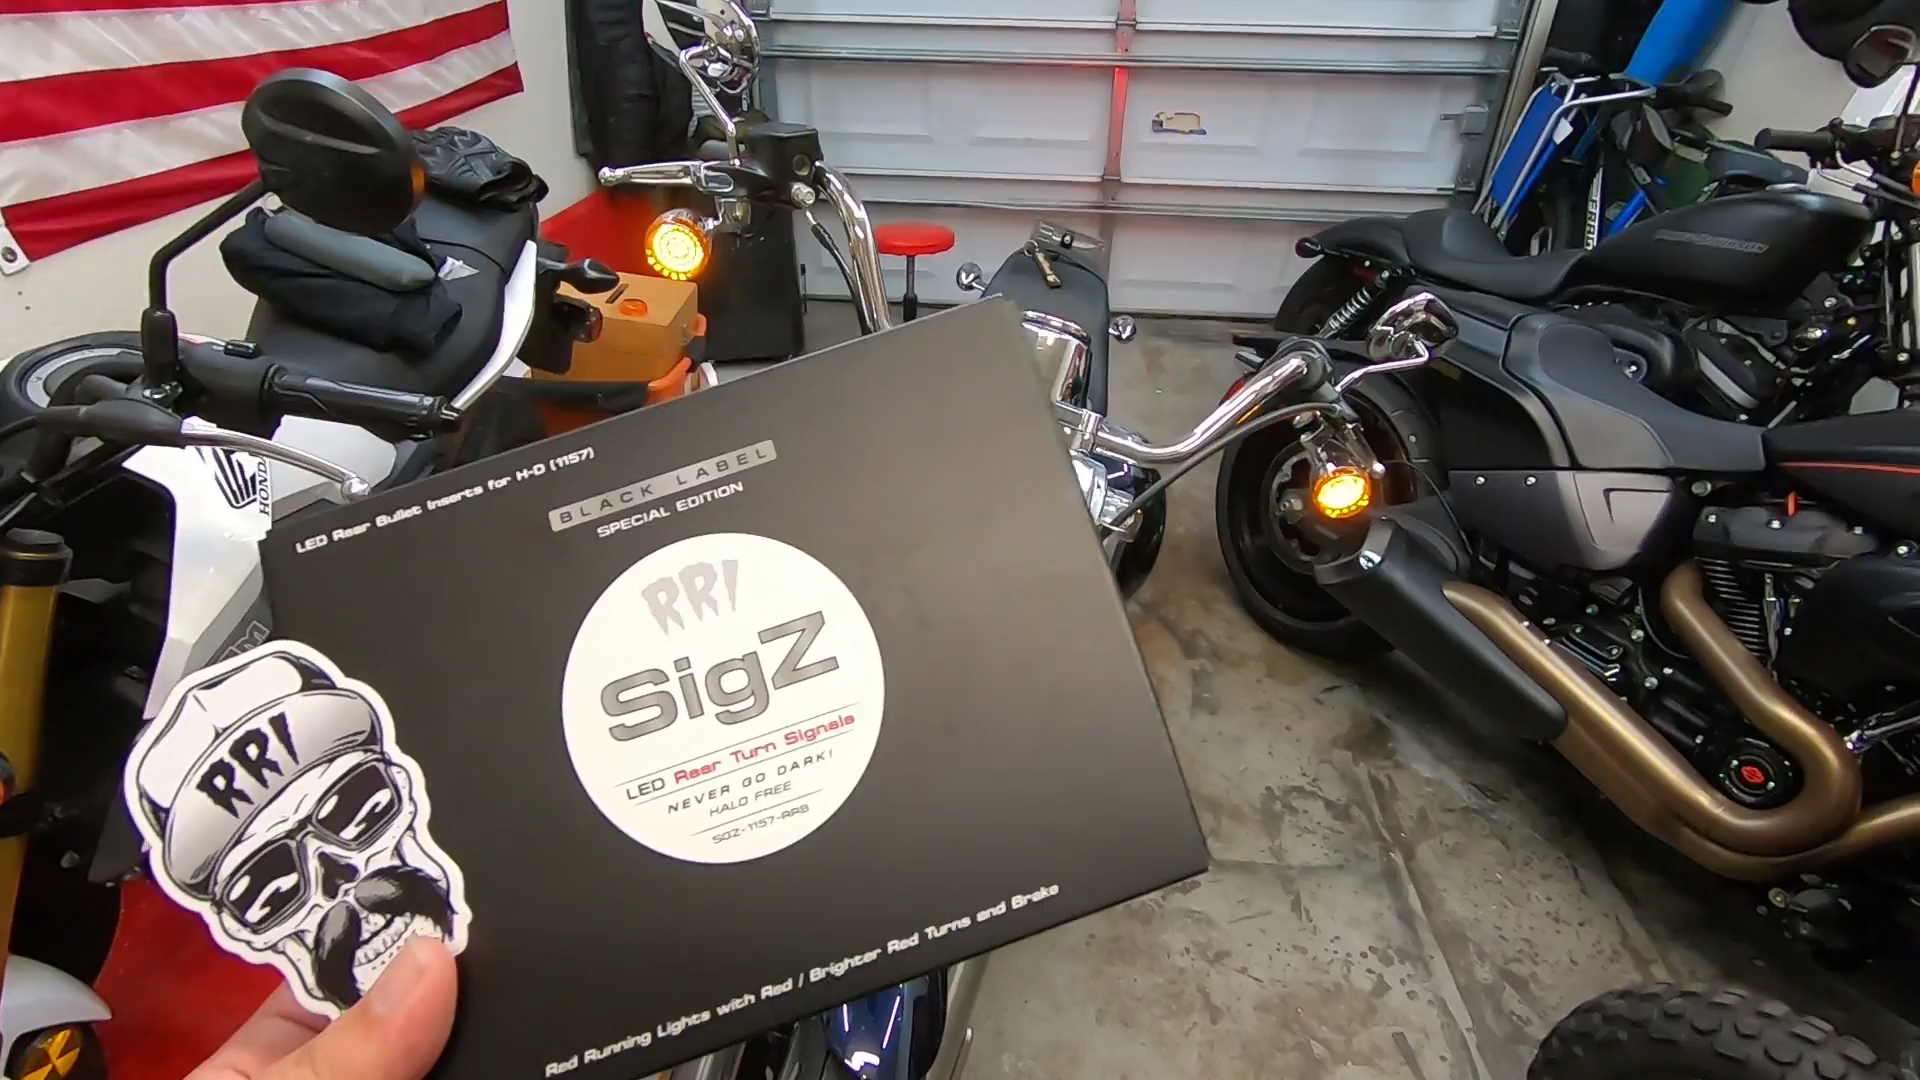 LED Rear Bullet Inserts for H-D (1157)
BLACK LABEL
SPECIAL EDITION
RRI
SigZ
LED Rear Turn Signals
NEVER GO DARK!
HALO FREE
SGZ-1157-RRB
Red Running Lights with Red / Brighter Red Turns and Brake
RRI
HONDA